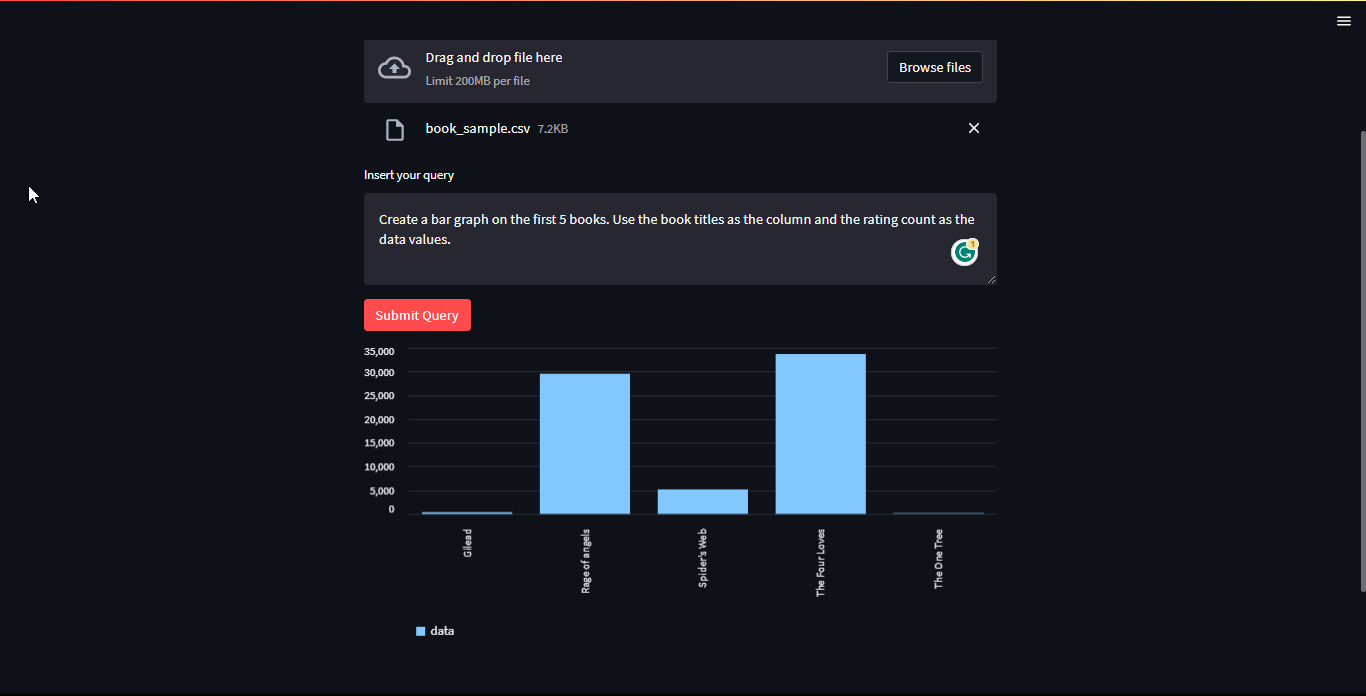 Drag and drop file here
Limit 200MB per file
Browse files
book_sample.csv 7.2KB
Insert your query
Create a bar graph on the first 5 books. Use the book titles as the column and the rating count as the
data values.
1
Submit Query
35,000
30,000
25,000
20,000
15,000
10,000
5,000
0
Gilead
Rage of angels
Spider's Web
The Four Loves
The One Tree
data